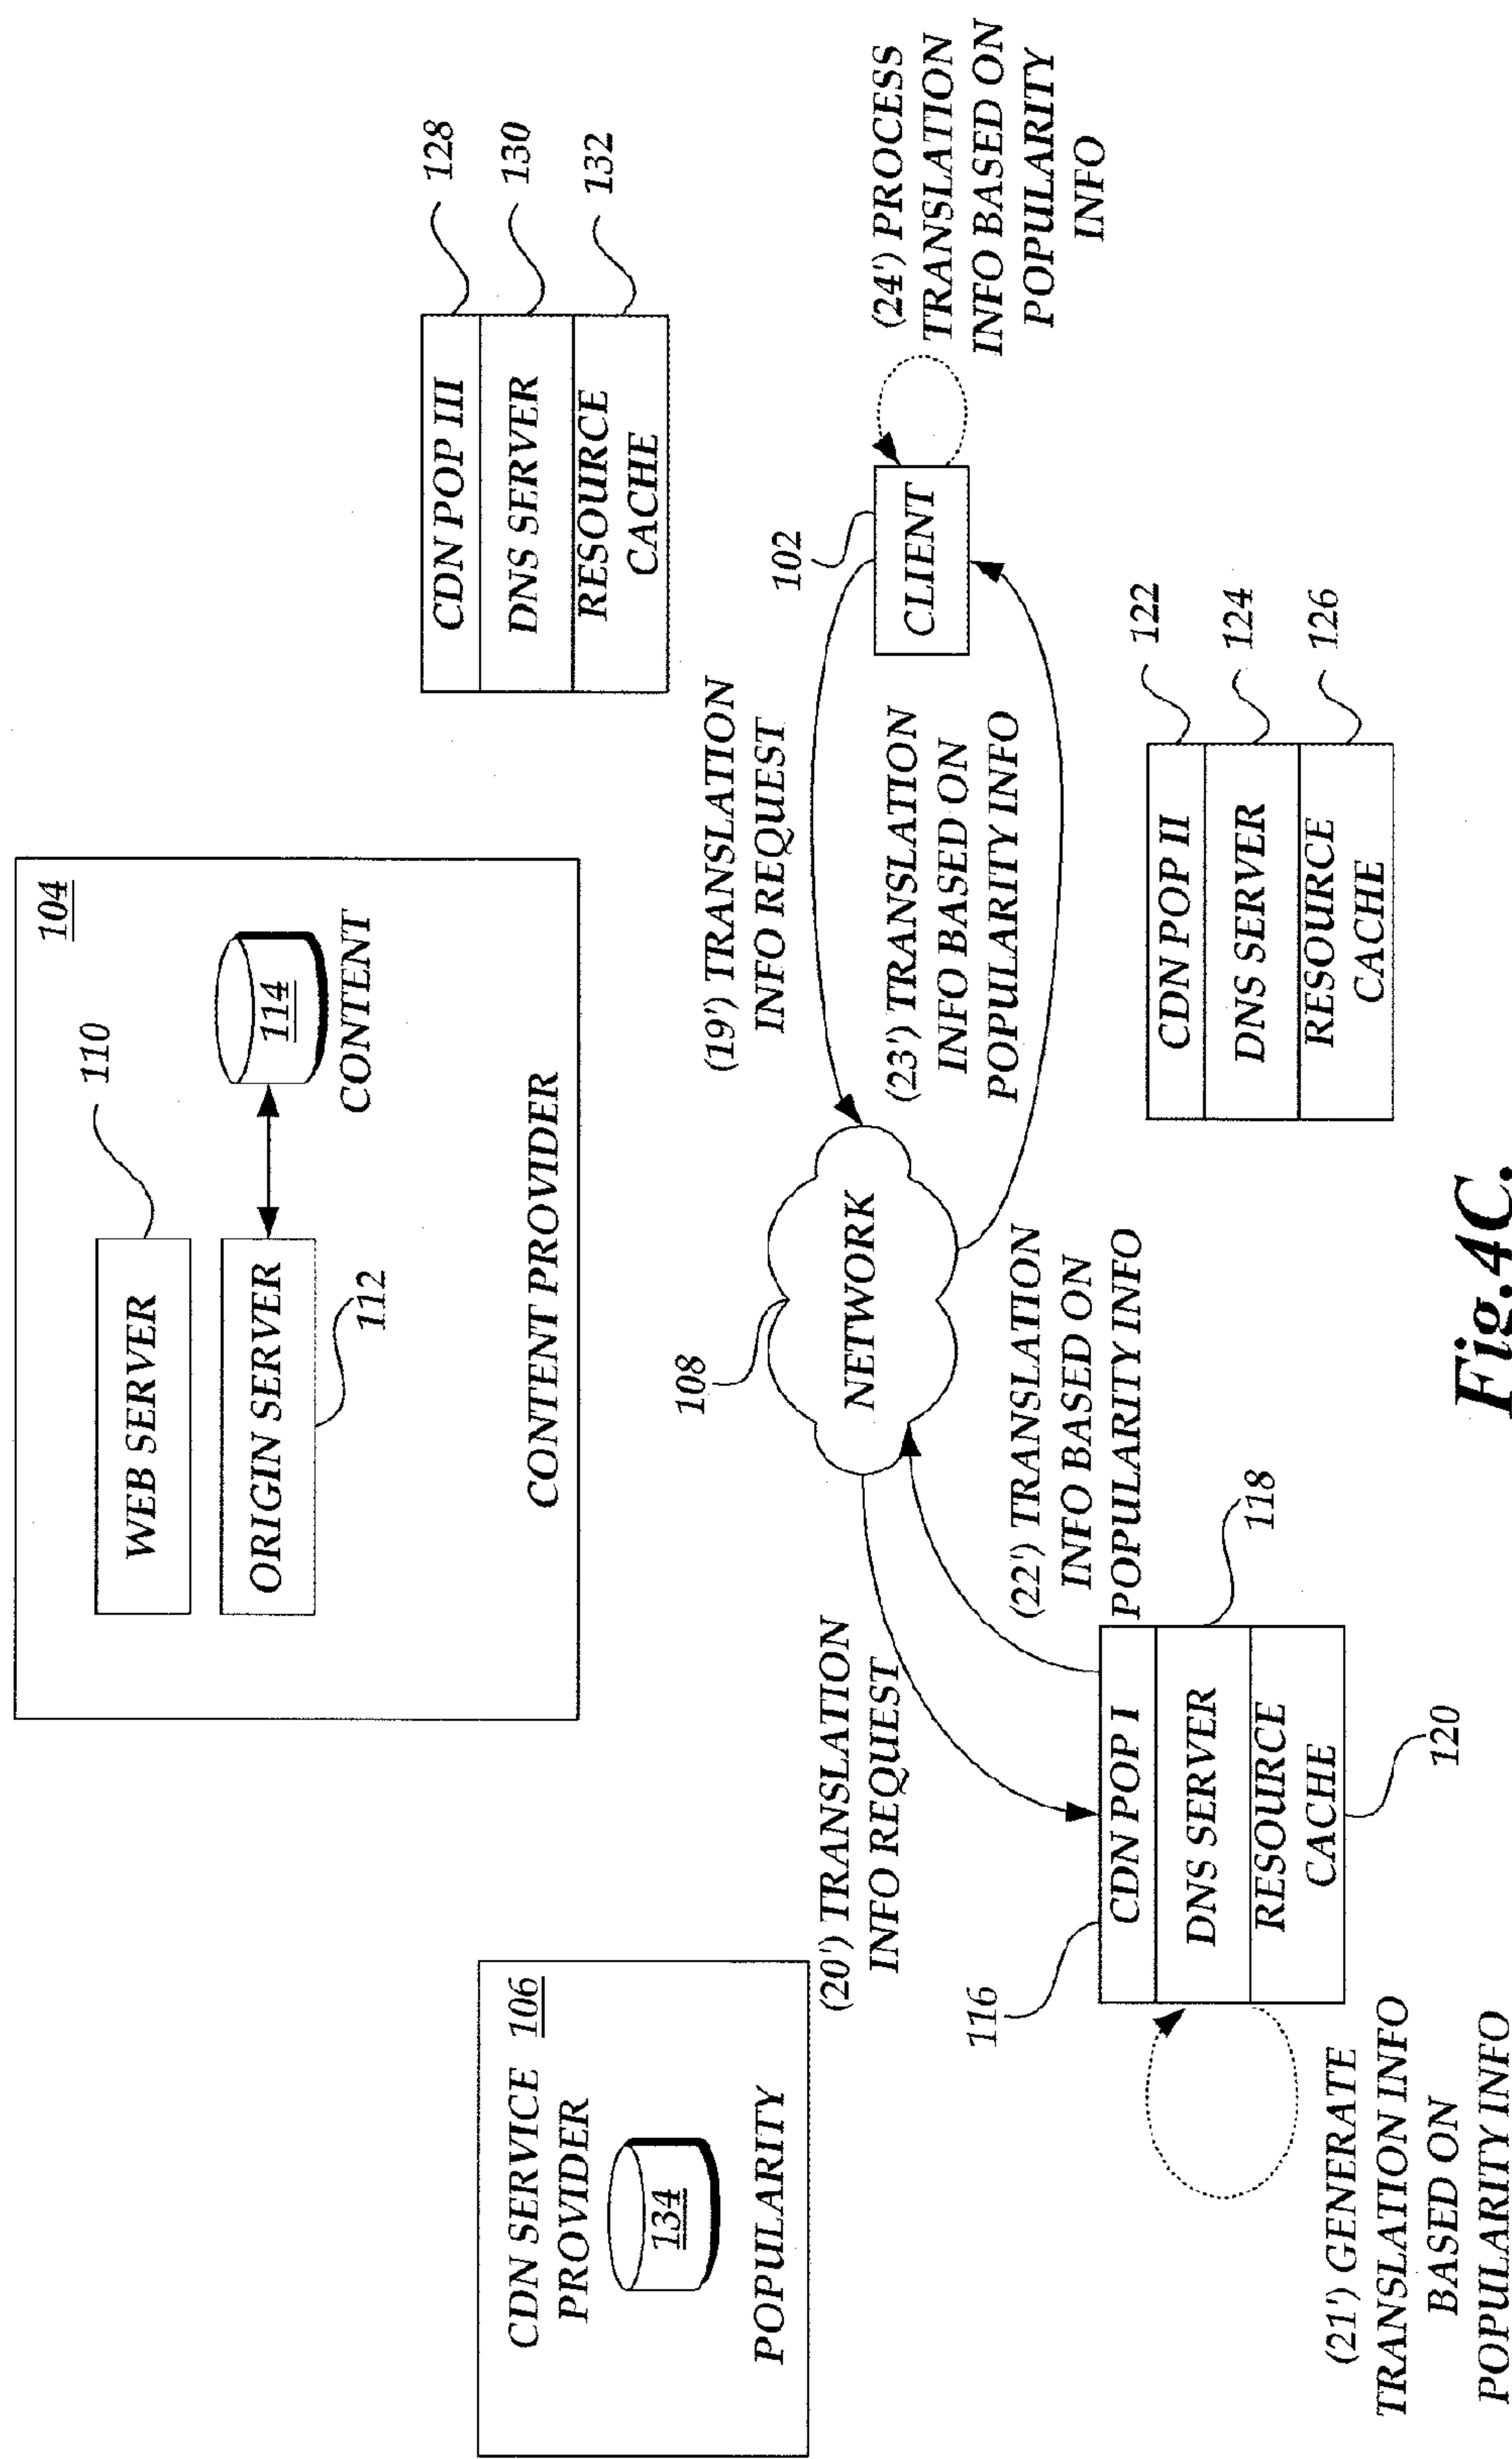 CDN SERVICE 106
PROVIDER
134
POPULARITY
WEB SERVER
110
ORIGIN SERVER
112
104
114
CONTENT
CONTENT PROVIDER
CDN POP III
DNS SERVER
RESOURCE
CACHE
128
130
132
108
NETWORK
(19') TRANSLATION
INFO REQUEST
102
CLIENT
(24') PROCESS
TRANSLATION
INFO BASED ON
POPULARITY
INFO
(20') TRANSLATION
INFO REQUEST
(23') TRANSLATION
INFO BASED ON
POPULARITY INFO
(22') TRANSLATION
INFO BASED ON
POPULARITY INFO
116
CDN POP I
DNS SERVER
RESOURCE
CACHE
118
120
(21') GENERATE
TRANSLATION INFO
BASED ON
POPULARITY INFO
CDN POP II
DNS SERVER
RESOURCE
CACHE
122
124
126
Fig.4C.